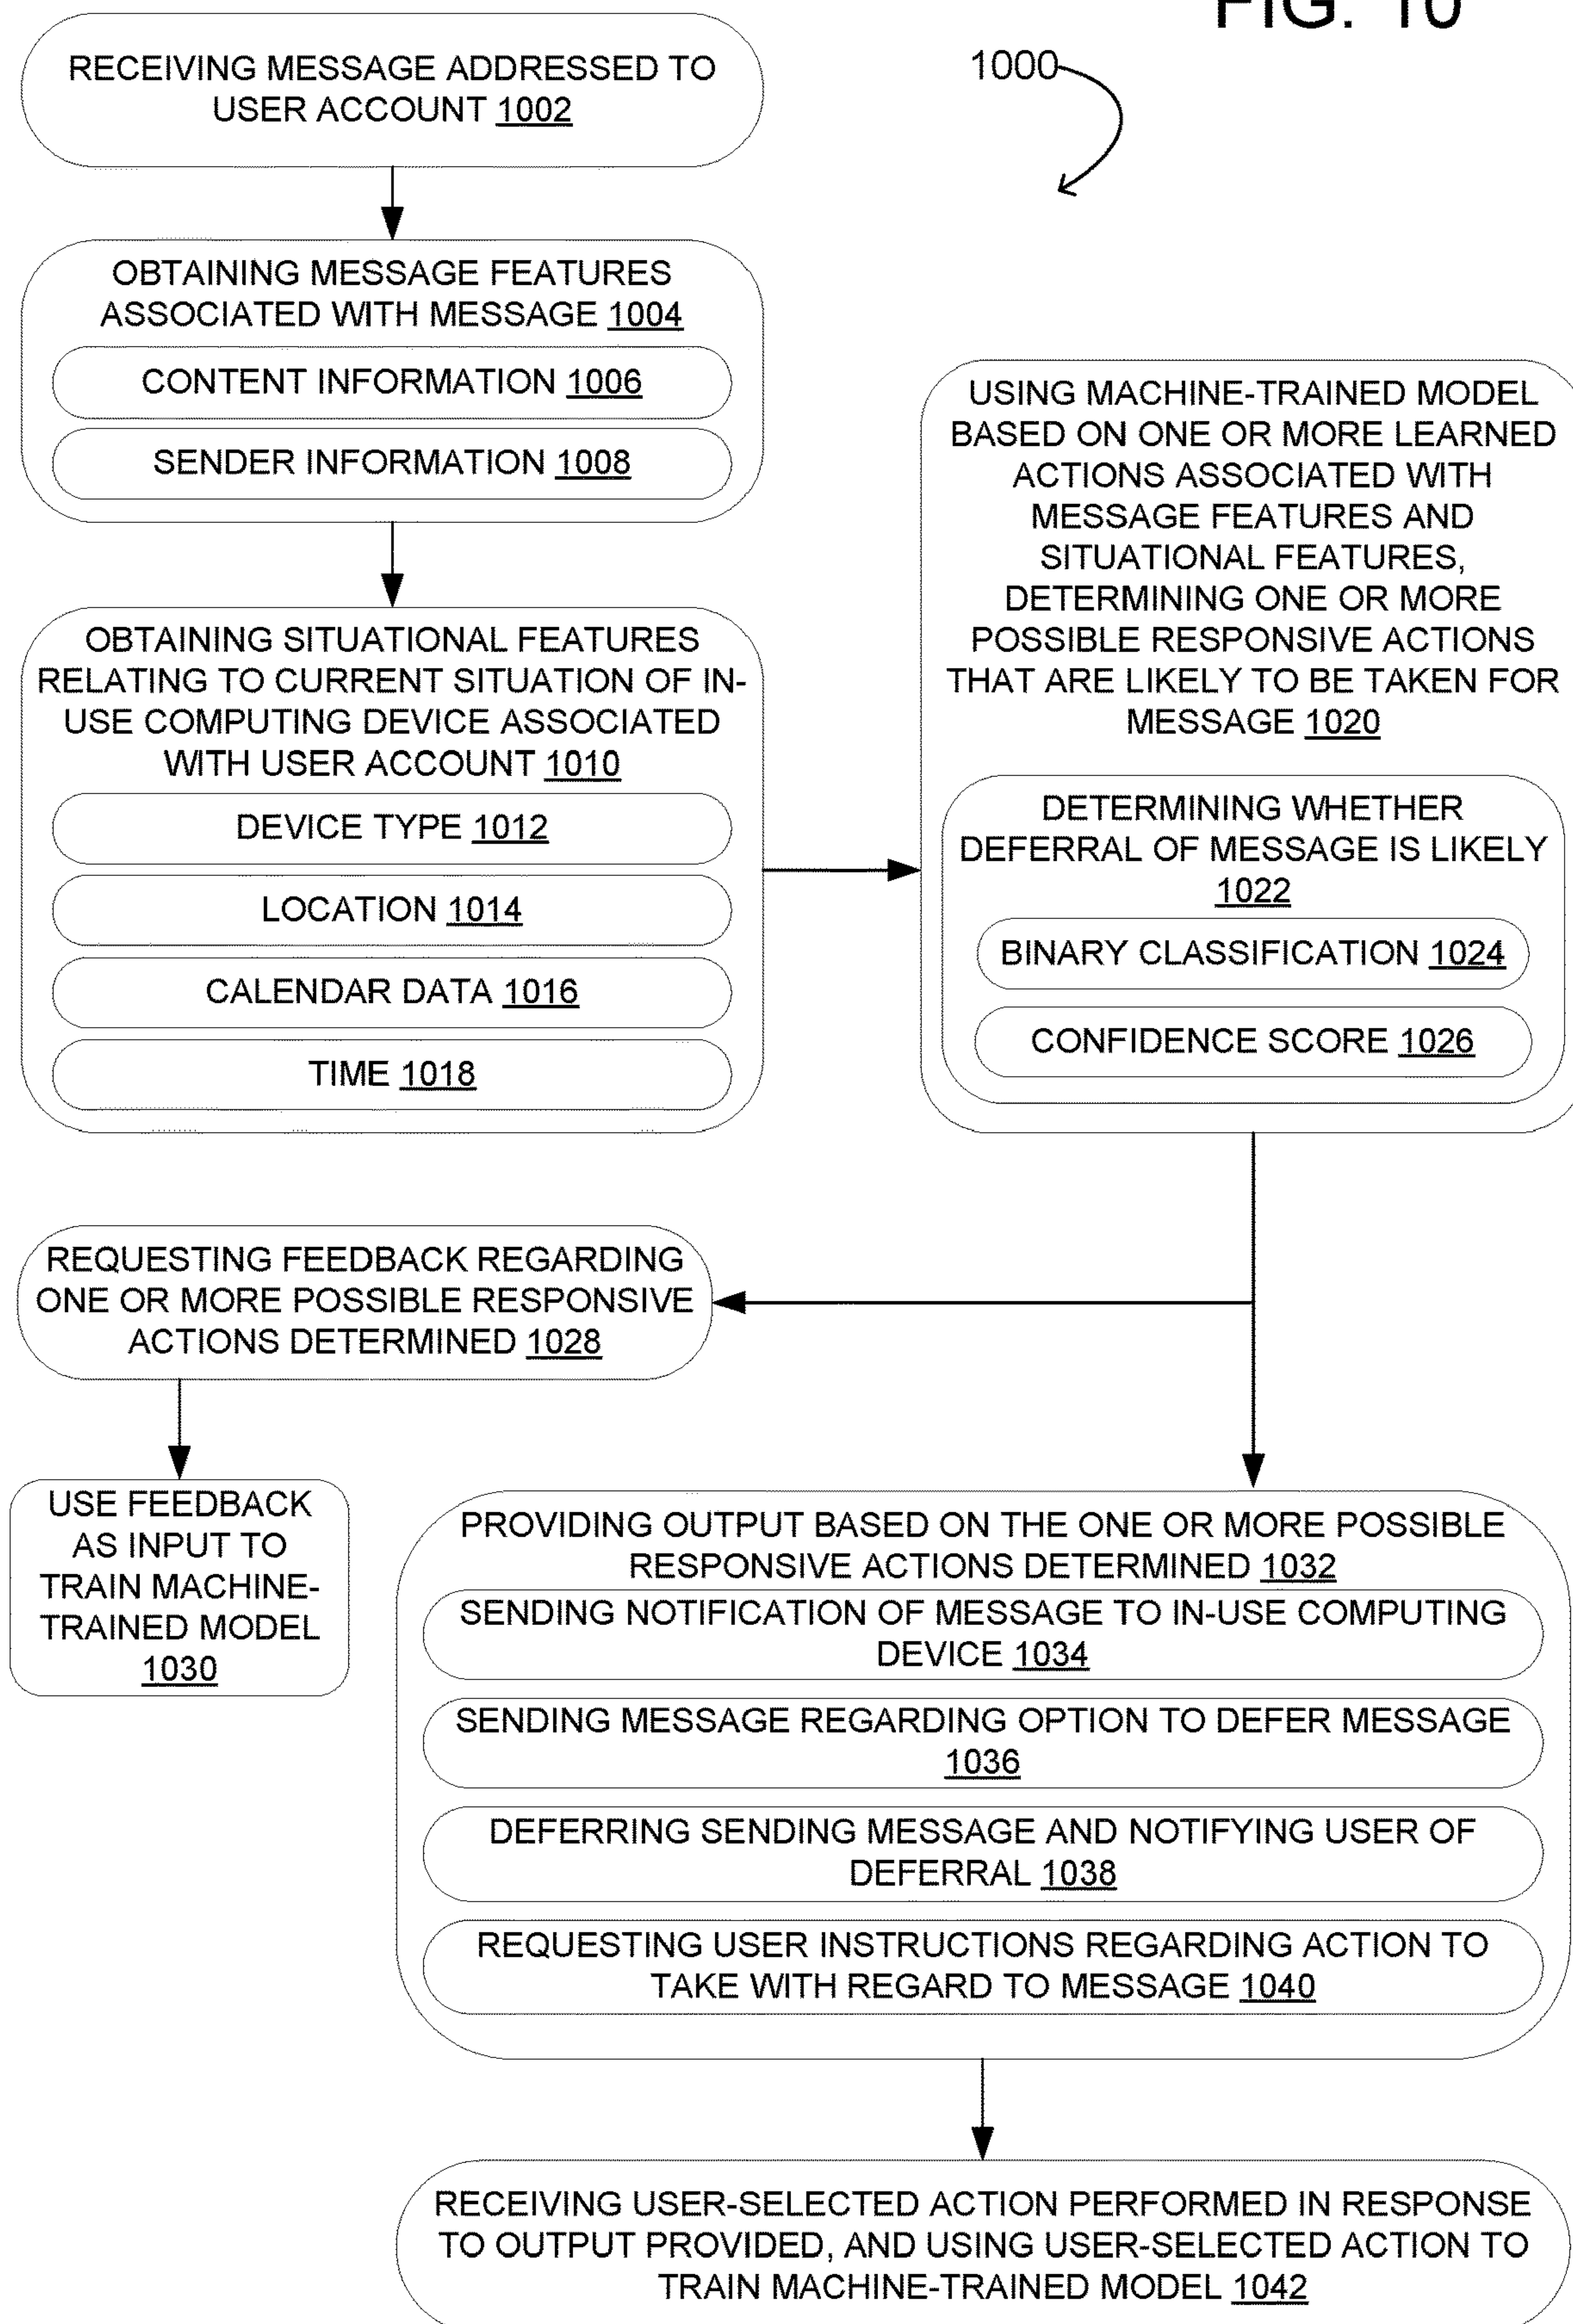 FIG. 10
1000
RECEIVING MESSAGE ADDRESSED TO
USER ACCOUNT 1002
OBTAINING MESSAGE FEATURES
ASSOCIATED WITH MESSAGE 1004
CONTENT INFORMATION 1006
SENDER INFORMATION 1008
OBTAINING SITUATIONAL FEATURES
RELATING TO CURRENT SITUATION OF IN-
USE COMPUTING DEVICE ASSOCIATED
WITH USER ACCOUNT 1010
DEVICE TYPE 1012
LOCATION 1014
CALENDAR DATA 1016
TIME 1018
USING MACHINE-TRAINED MODEL
BASED ON ONE OR MORE LEARNED
ACTIONS ASSOCIATED WITH
MESSAGE FEATURES AND
SITUATIONAL FEATURES,
DETERMINING ONE OR MORE
POSSIBLE RESPONSIVE ACTIONS
THAT ARE LIKELY TO BE TAKEN FOR
MESSAGE 1020
DETERMINING WHETHER
DEFERRAL OF MESSAGE IS LIKELY
1022
BINARY CLASSIFICATION 1024
CONFIDENCE SCORE 1026
REQUESTING FEEDBACK REGARDING
ONE OR MORE POSSIBLE RESPONSIVE
ACTIONS DETERMINED 1028
USE FEEDBACK
AS INPUT TO
TRAIN MACHINE-
TRAINED MODEL
1030
PROVIDING OUTPUT BASED ON THE ONE OR MORE POSSIBLE
RESPONSIVE ACTIONS DETERMINED 1032
SENDING NOTIFICATION OF MESSAGE TO IN-USE COMPUTING
DEVICE 1034
SENDING MESSAGE REGARDING OPTION TO DEFER MESSAGE
1036
DEFERRING SENDING MESSAGE AND NOTIFYING USER OF
DEFERRAL 1038
REQUESTING USER INSTRUCTIONS REGARDING ACTION TO
TAKE WITH REGARD TO MESSAGE 1040
RECEIVING USER-SELECTED ACTION PERFORMED IN RESPONSE
TO OUTPUT PROVIDED, AND USING USER-SELECTED ACTION TO
TRAIN MACHINE-TRAINED MODEL 1042